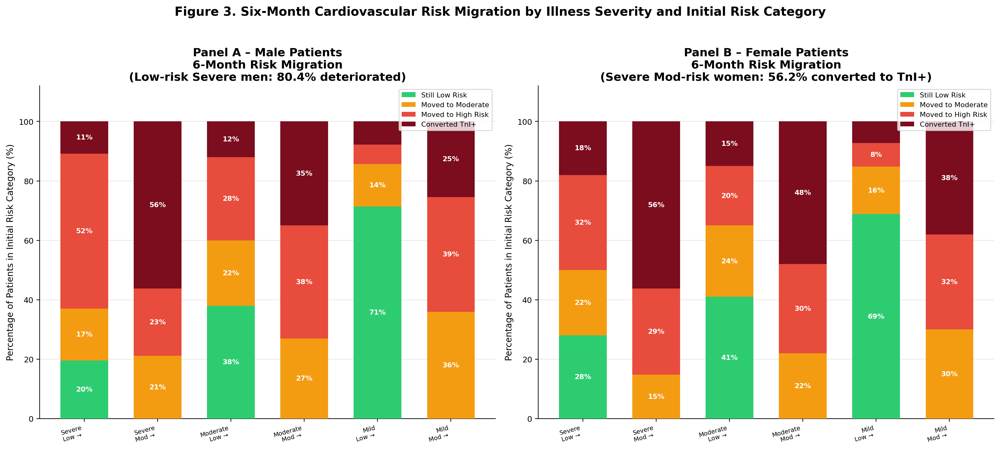 Figure 3. Six-Month Cardiovascular Risk Migration by Illness Severity and Initial Risk Category
Panel A – Male Patients
6-Month Risk Migration
(Low-risk Severe men: 80.4% deteriorated)
Percentage of Patients in Initial Risk Category (%)
100
80
60
40
20
0
Still Low Risk
Moved to Moderate
Moved to High Risk
Converted TnI+
11%
52%
17%
20%
56%
23%
21%
12%
28%
22%
38%
35%
38%
27%
14%
71%
25%
39%
36%
Severe
Low →
Severe
Mod →
Moderate
Low →
Moderate
Mod →
Mild
Low →
Mild
Mod →
Panel B – Female Patients
6-Month Risk Migration
(Severe Mod-risk women: 56.2% converted to TnI+)
Percentage of Patients in Initial Risk Category (%)
100
80
60
40
20
0
Still Low Risk
Moved to Moderate
Moved to High Risk
Converted TnI+
18%
32%
22%
28%
56%
29%
15%
15%
20%
24%
41%
48%
30%
22%
8%
16%
69%
38%
32%
30%
Severe
Low →
Severe
Mod →
Moderate
Low →
Moderate
Mod →
Mild
Low →
Mild
Mod →